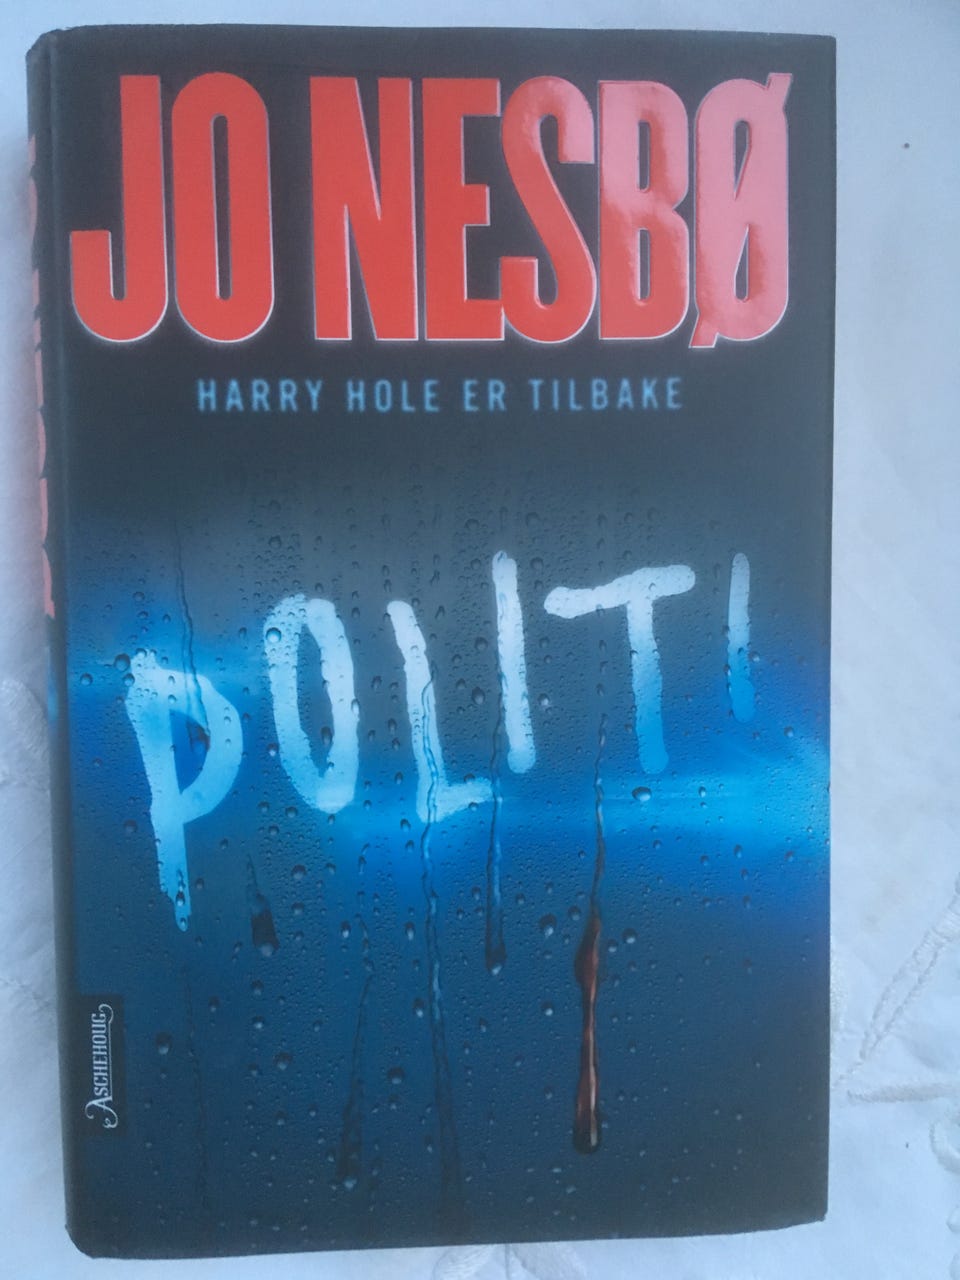 JO NESBØ
HARRY HOLE ER TILBAKE
POLITI
ASCHEHOUG